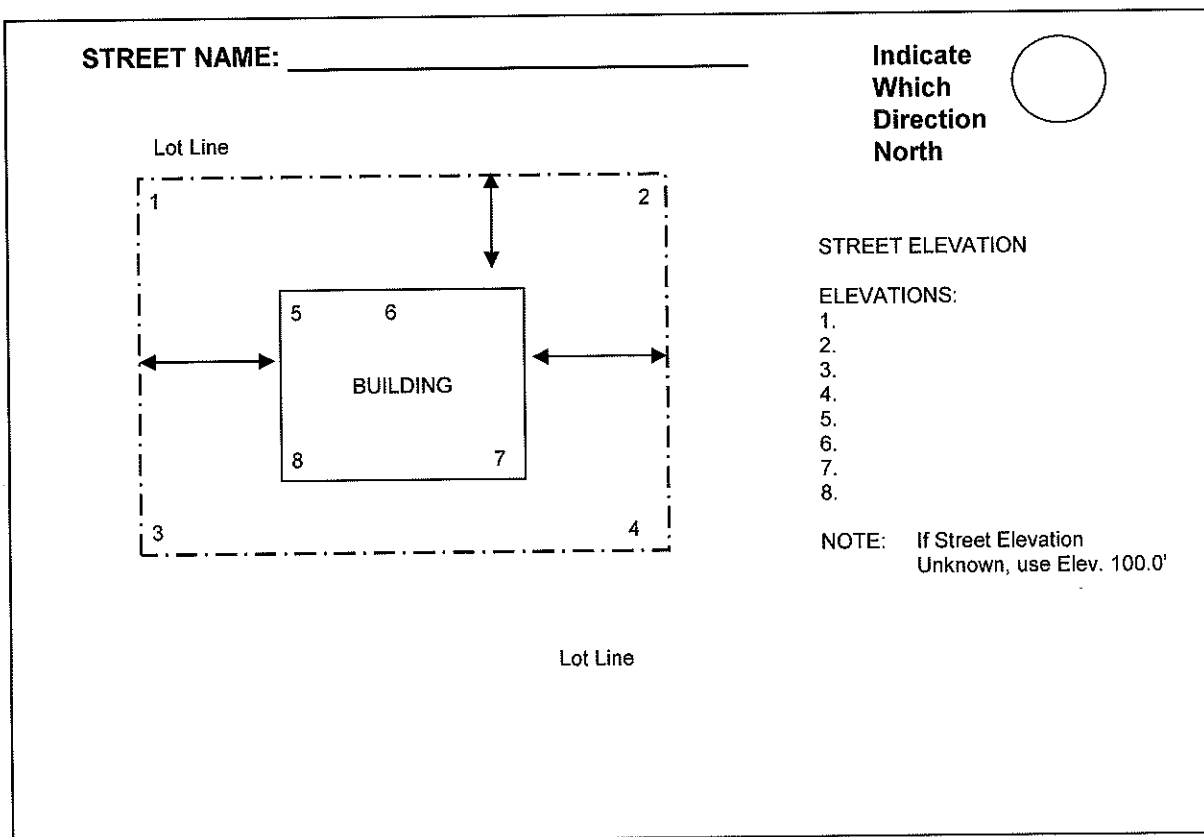 STREET NAME:
Indicate
Which
Direction
North
Lot Line
1 2
5 6
BUILDING
8 7
3 4
STREET ELEVATION
ELEVATIONS:
1.
2.
3.
4.
5.
6.
7.
8.
NOTE: If Street Elevation
Unknown, use Elev. 100.0'
Lot Line